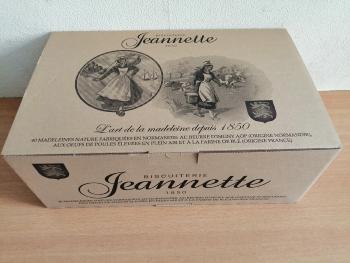 BISCUITERIE
Jeannette
1850
L'art de la madeleine depuis 1850
40 MADELEINES NATURE FABRIQUÉES EN NORMANDIE: AU BEURRE D'ISIGNY AOP (ORIGINE NORMANDIE),
AUX OEUFS DE POULES ÉLEVÉES EN PLEIN AIR ET À LA FARINE DE BLÉ (ORIGINE FRANCE)
BISCUITERIE
Jeannette
1850